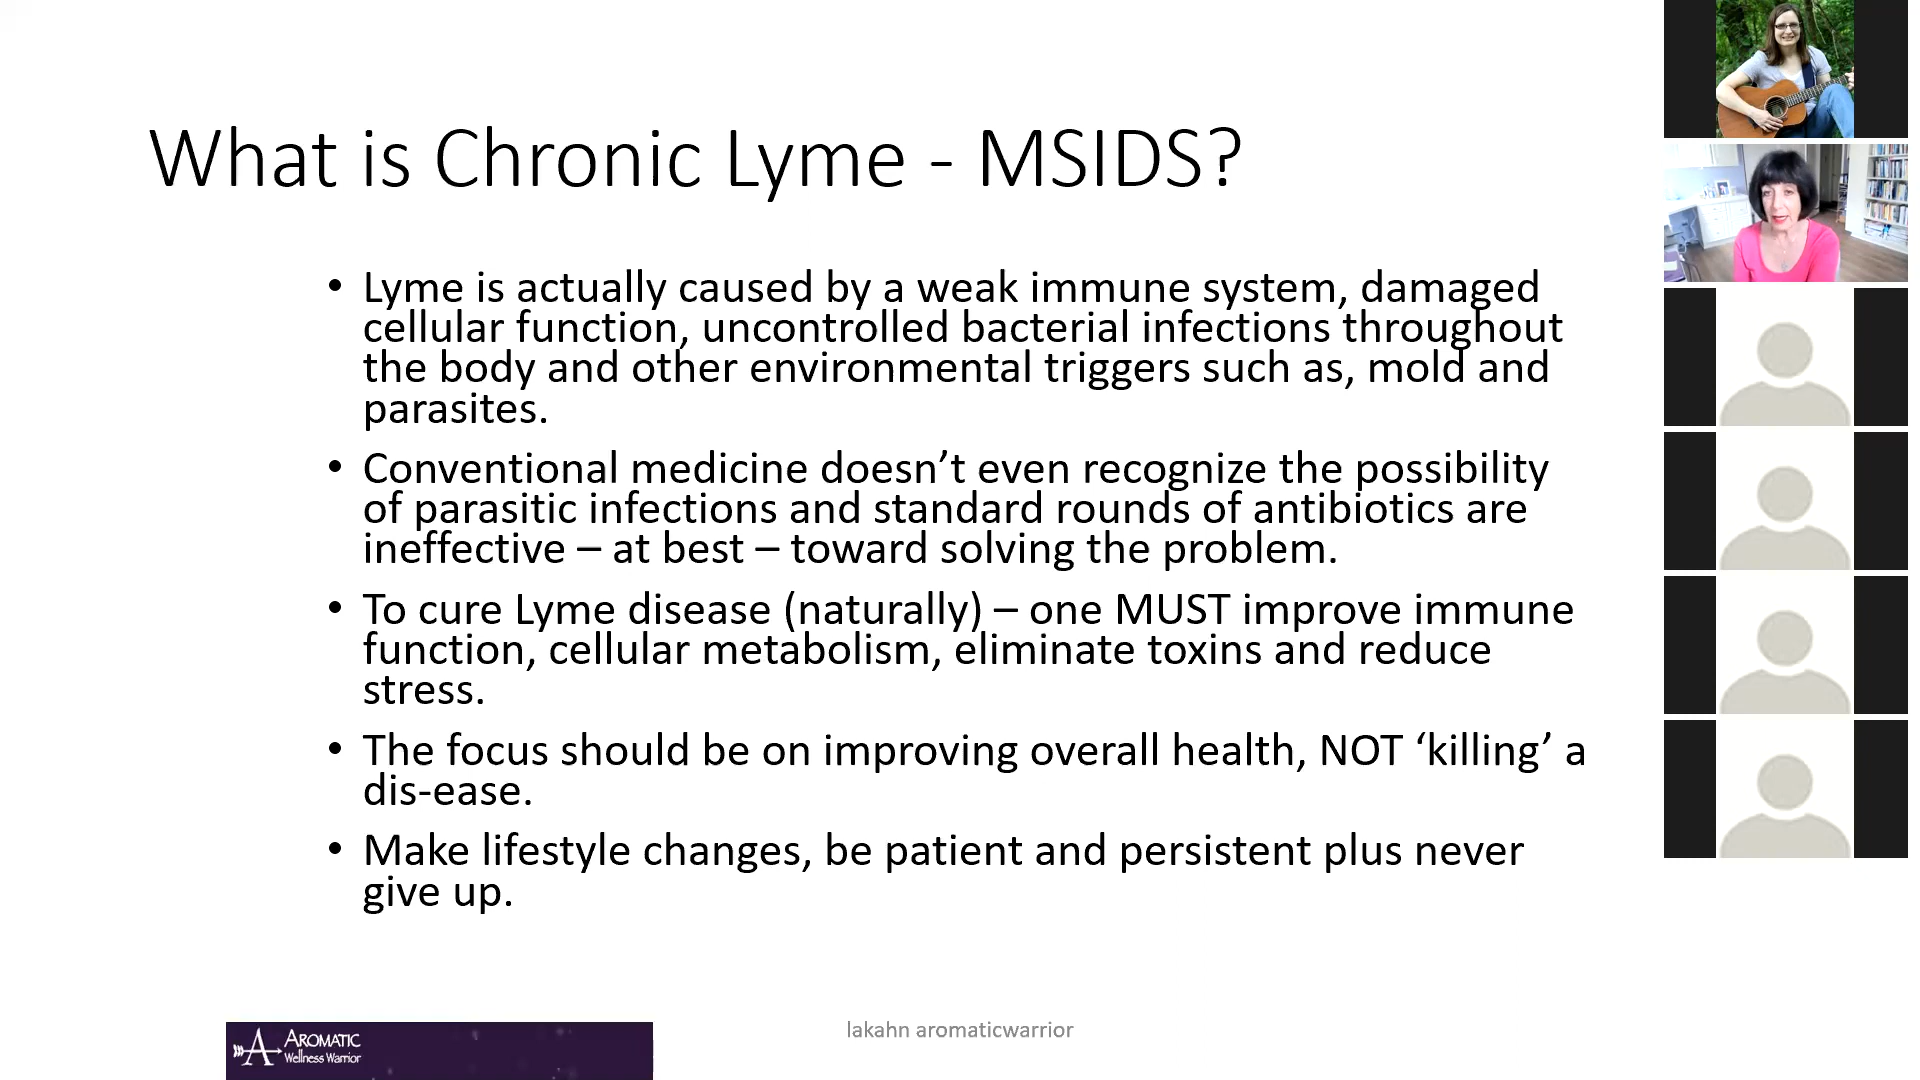 What is Chronic Lyme - MSIDS?
• Lyme is actually caused by a weak immune system, damaged
cellular function, uncontrolled bacterial infections throughout
the body and other environmental triggers such as, mold and
parasites.
• Conventional medicine doesn’t even recognize the possibility
of parasitic infections and standard rounds of antibiotics are
ineffective – at best – toward solving the problem.
• To cure Lyme disease (naturally) – one MUST improve immune
function, cellular metabolism, eliminate toxins and reduce
stress.
• The focus should be on improving overall health, NOT ‘killing’ a
dis-ease.
• Make lifestyle changes, be patient and persistent plus never
give up.
AROMATIC
Wellness Warrior
lakahn aromaticwarrior